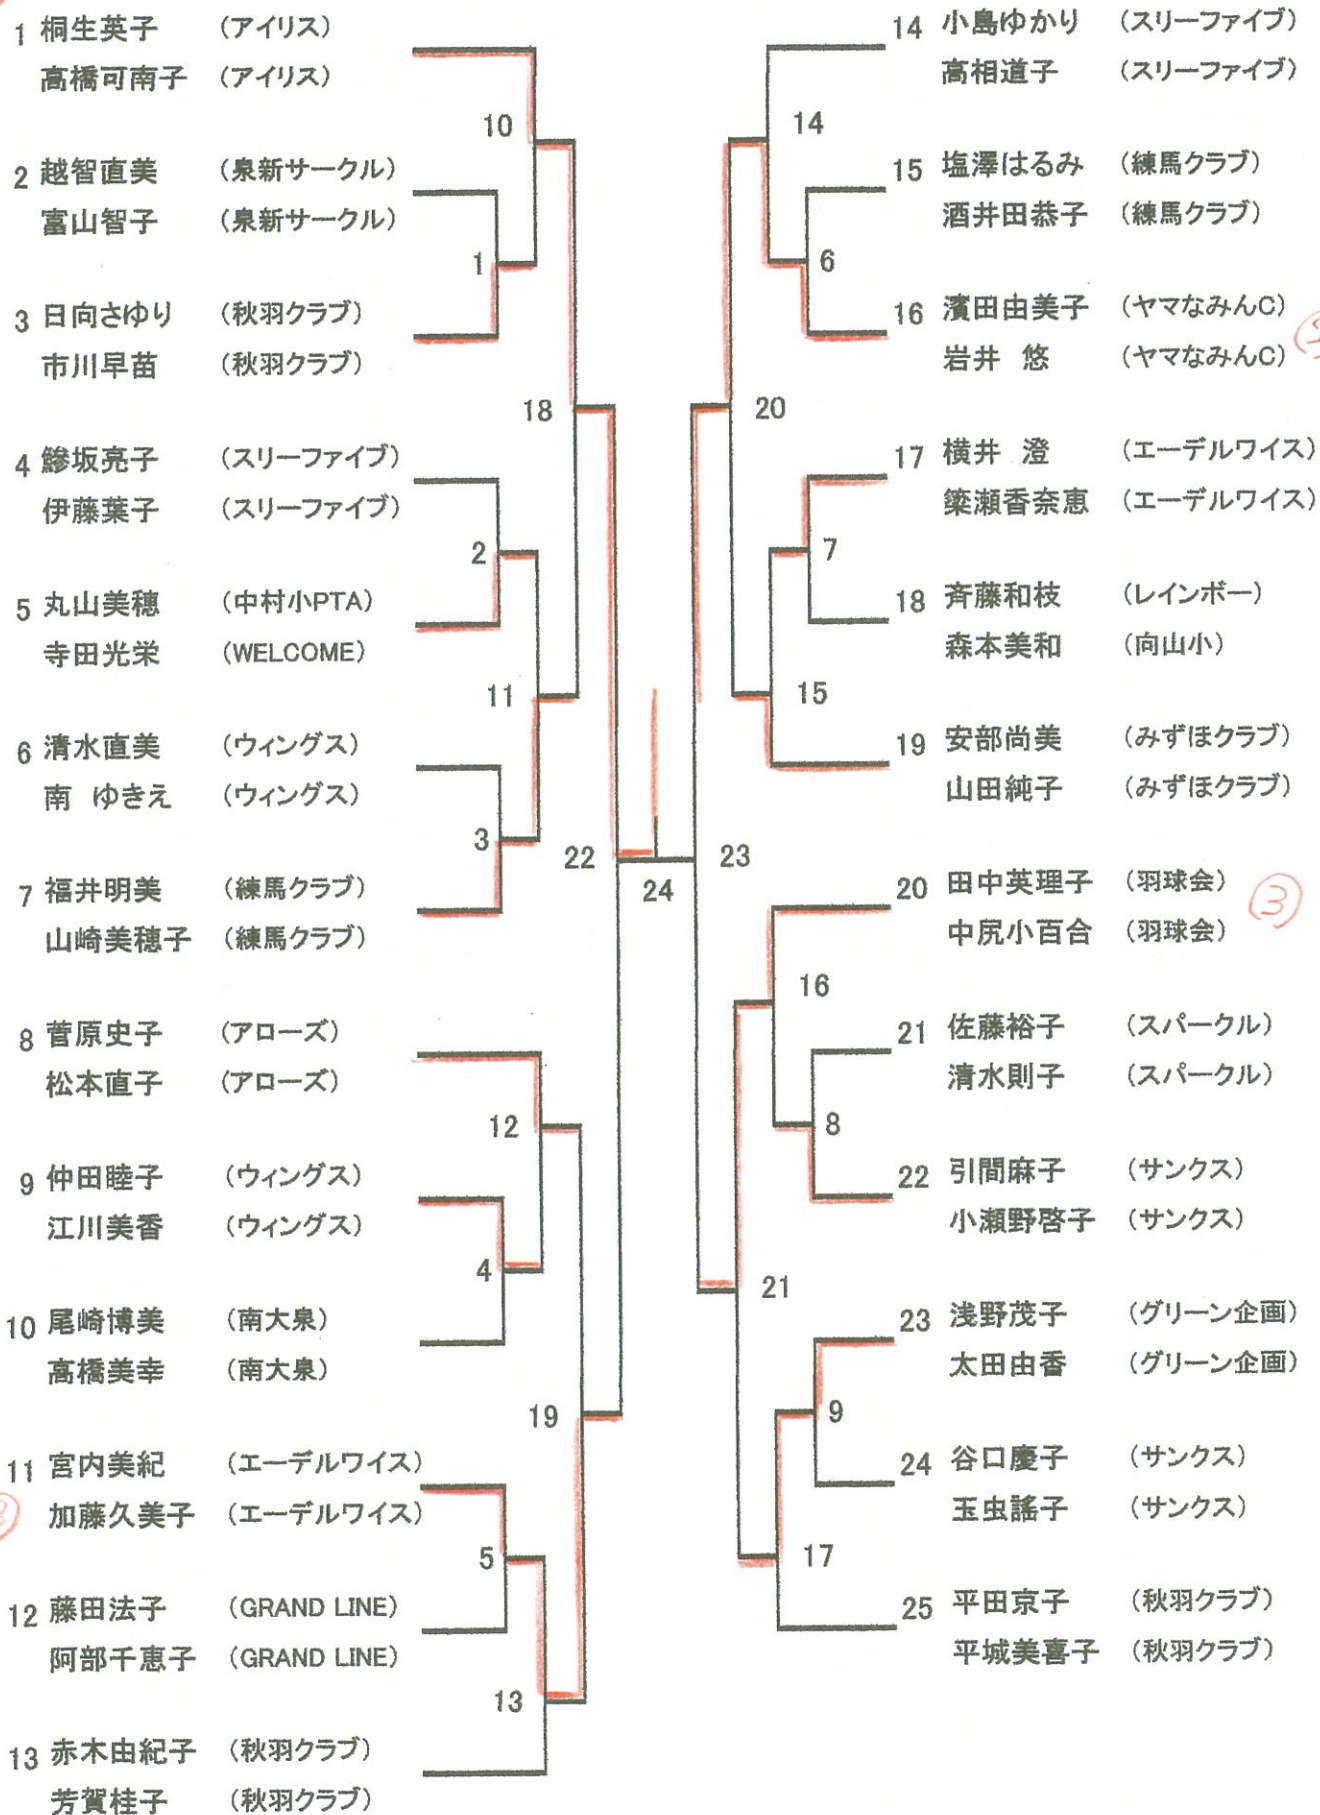 1 桐生英子 (アイリス)
高橋可南子 (アイリス)
2 越智直美 (泉新サークル)
富山智子 (泉新サークル)
3 日向さゆり (秋羽クラブ)
市川早苗 (秋羽クラブ)
4 鰺坂亮子 (スリーファイブ)
伊藤葉子 (スリーファイブ)
5 丸山美穂 (中村小PTA)
寺田光栄 (WELCOME)
6 清水直美 (ウィングス)
南 ゆきえ (ウィングス)
7 福井明美 (練馬クラブ)
山崎美穂子 (練馬クラブ)
8 菅原史子 (アローズ)
松本直子 (アローズ)
9 仲田睦子 (ウィングス)
江川美香 (ウィングス)
10 尾崎博美 (南大泉)
高橋美幸 (南大泉)
11 宮内美紀 (エーデルワイス)
加藤久美子 (エーデルワイス)
12 藤田法子 (GRAND LINE)
阿部千恵子 (GRAND LINE)
13 赤木由紀子 (秋羽クラブ)
芳賀桂子 (秋羽クラブ)
10
1
18
2
11
3
22
12
4
19
5
13
24
14
6
20
7
15
23
16
8
21
9
17
14 小島ゆかり (スリーファイブ)
高相道子 (スリーファイブ)
15 塩澤はるみ (練馬クラブ)
酒井田恭子 (練馬クラブ)
16 濱田由美子 (ヤマなみんC)
岩井 悠 (ヤマなみんC)
17 横井 澄 (エーデルワイス)
簗瀬香奈恵 (エーデルワイス)
18 斉藤和枝 (レインボー)
森本美和 (向山小)
19 安部尚美 (みずほクラブ)
山田純子 (みずほクラブ)
20 田中英理子 (羽球会)
中尻小百合 (羽球会)
③
21 佐藤裕子 (スパークル)
清水則子 (スパークル)
22 引間麻子 (サンクス)
小瀬野啓子 (サンクス)
23 浅野茂子 (グリーン企画)
太田由香 (グリーン企画)
24 谷口慶子 (サンクス)
玉虫謠子 (サンクス)
25 平田京子 (秋羽クラブ)
平城美喜子 (秋羽クラブ)